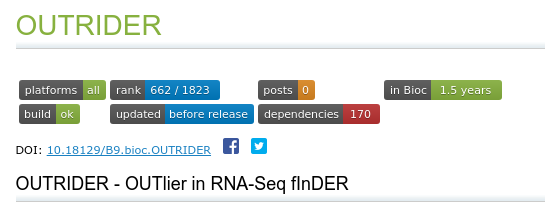 OUTRIDER
platforms all rank 662 / 1823 posts 0 in Bioc 1.5 years
build ok updated before release dependencies 170
DOI: 10.18129/B9.bioc.OUTRIDER
OUTRIDER - OUTlier in RNA-Seq fInDER